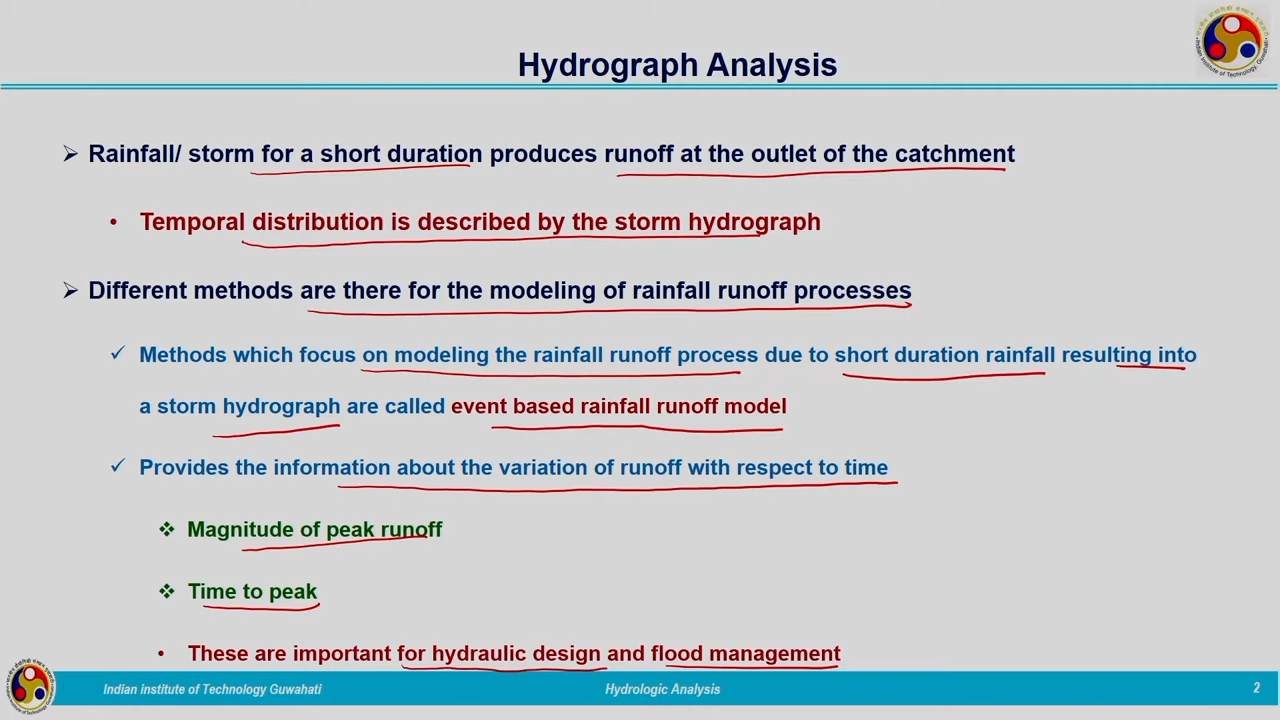 Hydrograph Analysis
Rainfall/ storm for a short duration produces runoff at the outlet of the catchment
Temporal distribution is described by the storm hydrograph
Different methods are there for the modeling of rainfall runoff processes
Methods which focus on modeling the rainfall runoff process due to short duration rainfall resulting into
a storm hydrograph are called event based rainfall runoff model
Provides the information about the variation of runoff with respect to time
Magnitude of peak runoff
Time to peak
These are important for hydraulic design and flood management
Indian institute of Technology Guwahati
Hydrologic Analysis
2